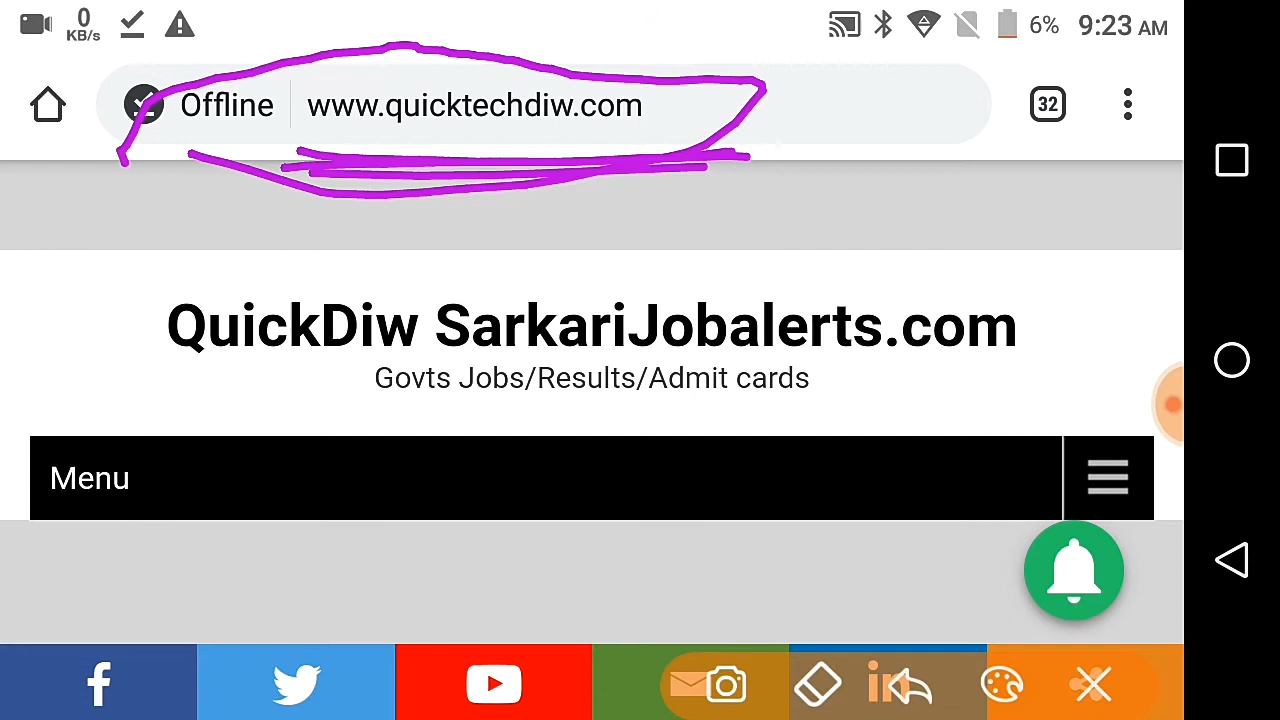 0
KB/s
6% 9:23 AM
Offline www.quicktechdiw.com
32
QuickDiw SarkariJobalerts.com
Govts Jobs/Results/Admit cards
Menu
f in